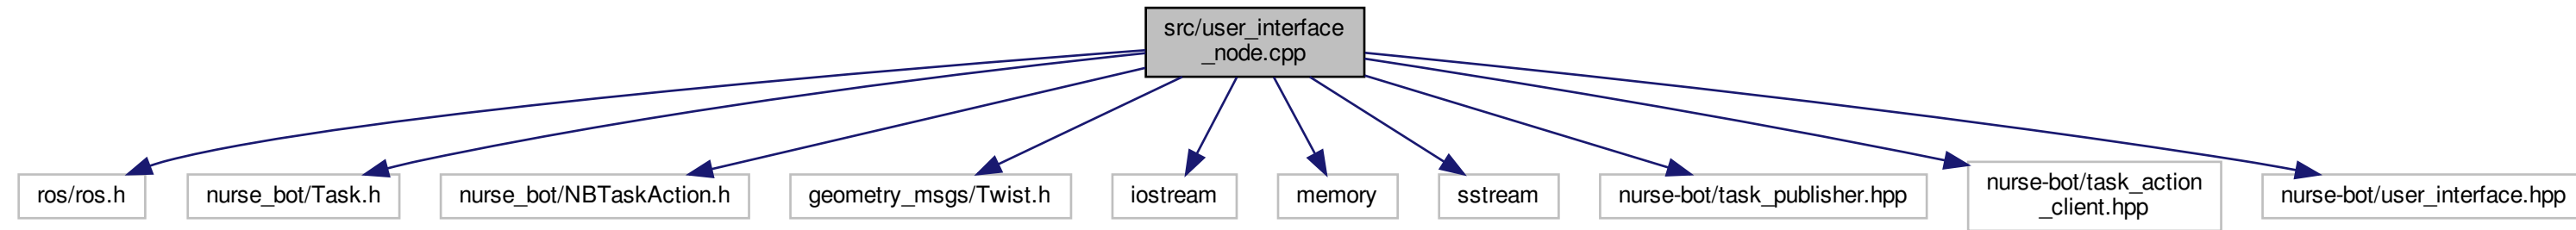 src/user_interface
_node.cpp
ros/ros.h
nurse_bot/Task.h
nurse_bot/NBTaskAction.h
geometry_msgs/Twist.h
iostream
memory
sstream
nurse-bot/task_publisher.hpp
nurse-bot/task_action
_client.hpp
nurse-bot/user_interface.hpp